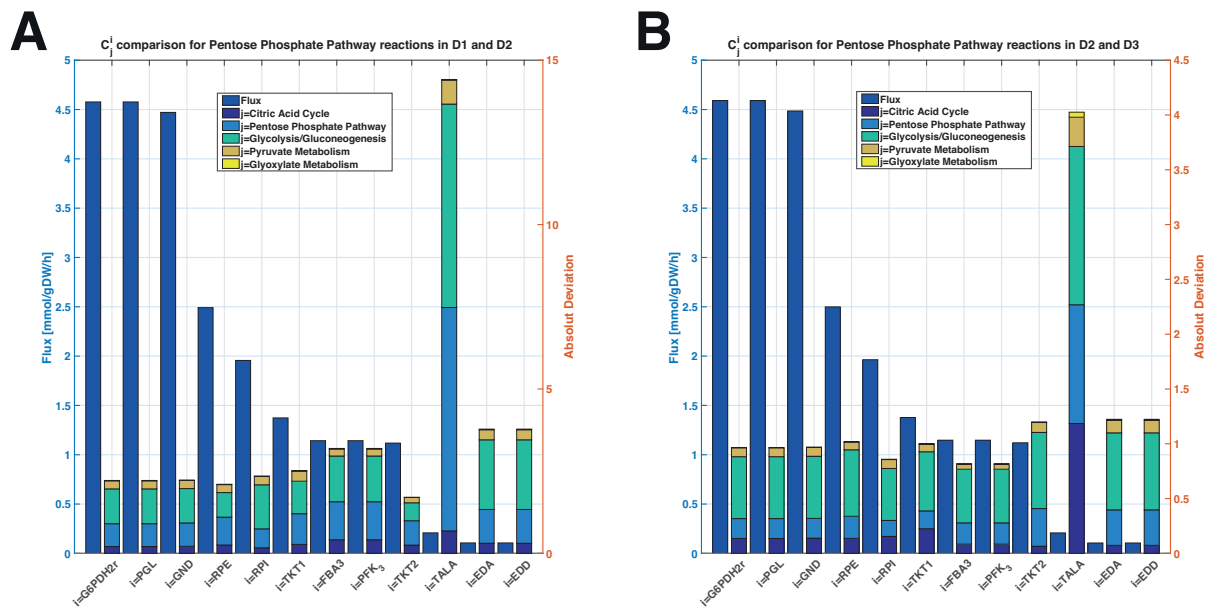 A
C_j^i comparison for Pentose Phosphate Pathway reactions in D1 and D2
Flux
j=Citric Acid Cycle
j=Pentose Phosphate Pathway
j=Glycolysis/Gluconeogenesis
j=Pyruvate Metabolism
j=Glyoxylate Metabolism
Flux [mmol/gDW/h]
5
4.5
4
3.5
3
2.5
2
1.5
1
0.5
0
Absolut Deviation
15
10
5
0
i=G6PDH2r
i=PGL
i=GND
i=RPE
i=RPI
i=TKT1
i=FBA3
i=PFK_3
i=TKT2
i=TALA
i=EDA
i=EDD
B
C_j^i comparison for Pentose Phosphate Pathway reactions in D2 and D3
Flux
j=Citric Acid Cycle
j=Pentose Phosphate Pathway
j=Glycolysis/Gluconeogenesis
j=Pyruvate Metabolism
j=Glyoxylate Metabolism
Flux [mmol/gDW/h]
5
4.5
4
3.5
3
2.5
2
1.5
1
0.5
0
Absolut Deviation
4.5
4
3.5
3
2.5
2
1.5
1
0.5
0
i=G6PDH2r
i=PGL
i=GND
i=RPE
i=RPI
i=TKT1
i=FBA3
i=PFK_3
i=TKT2
i=TALA
i=EDA
i=EDD